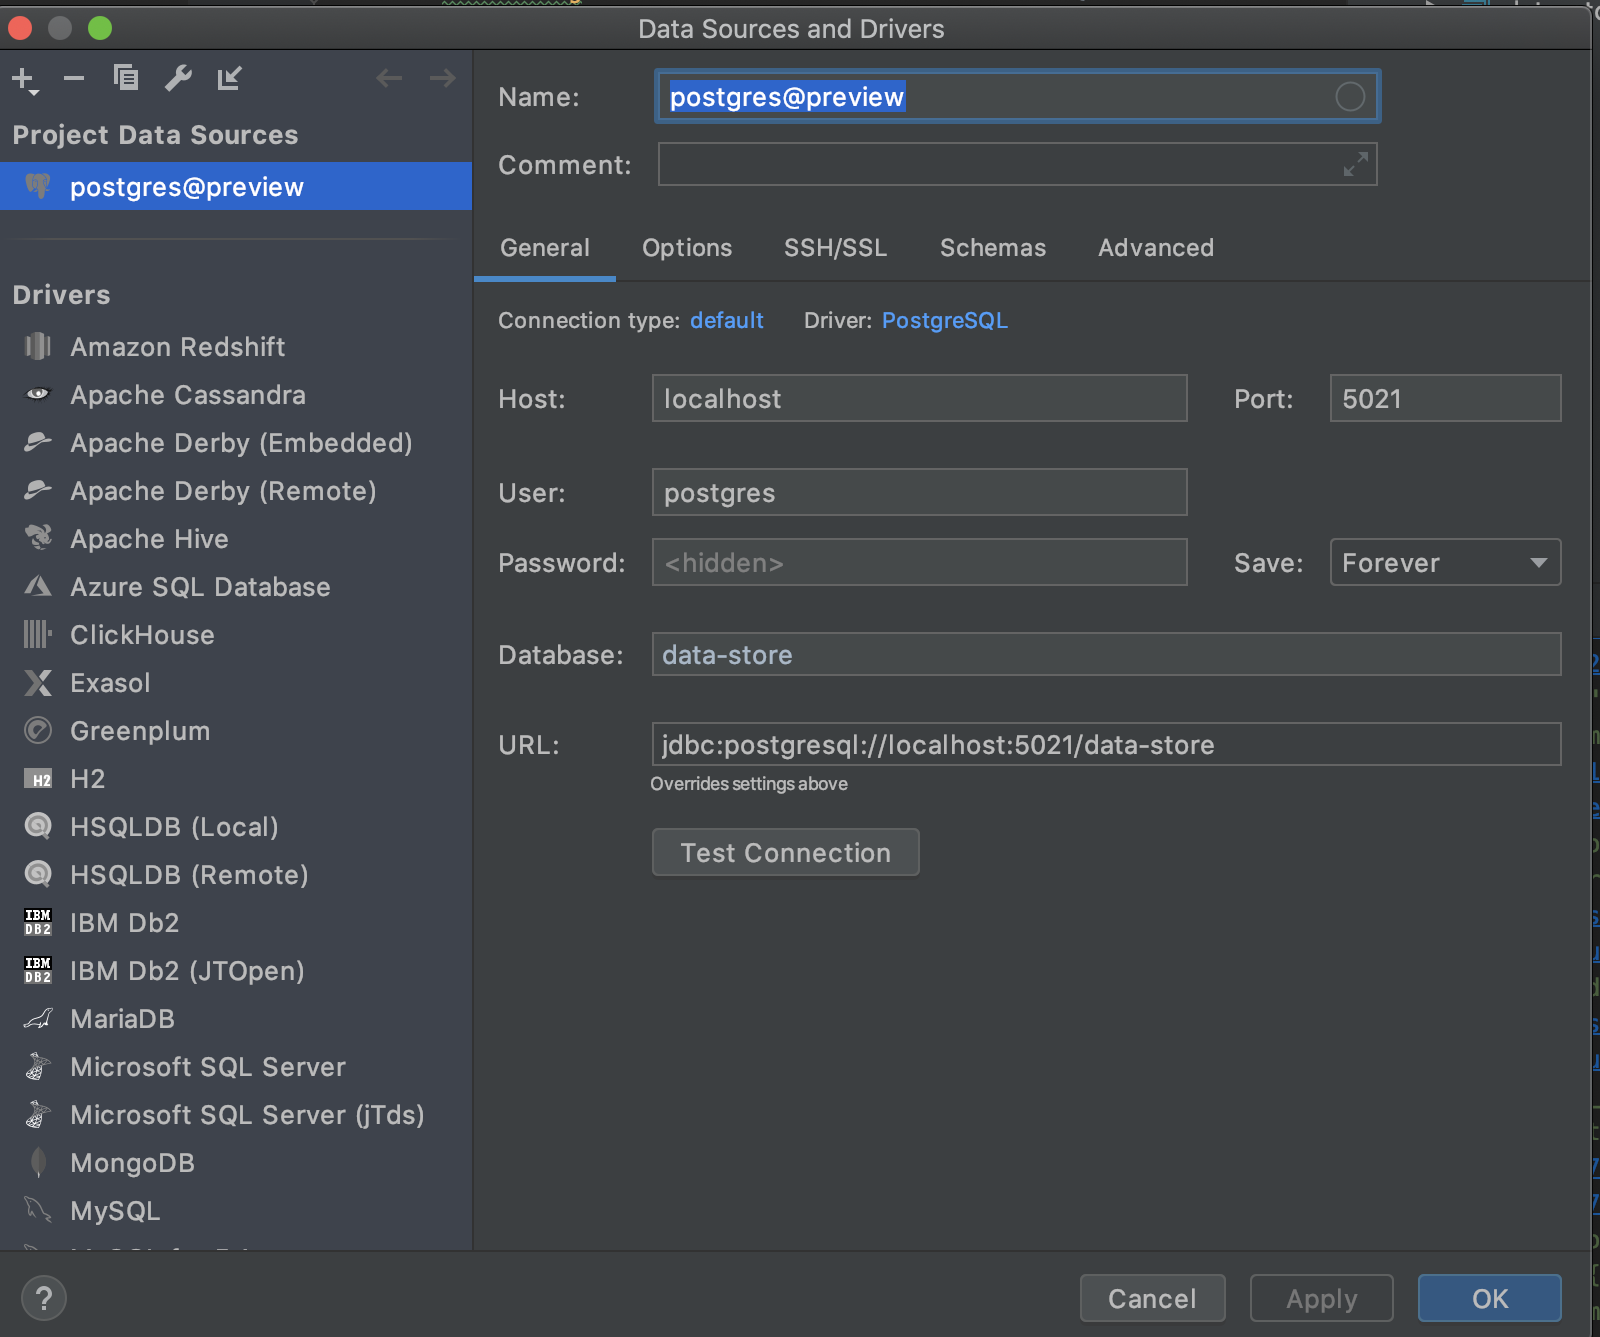 Data Sources and Drivers
Project Data Sources
postgres@preview
Drivers
Amazon Redshift
Apache Cassandra
Apache Derby (Embedded)
Apache Derby (Remote)
Apache Hive
Azure SQL Database
ClickHouse
Exasol
Greenplum
H2 H2
HSQLDB (Local)
HSQLDB (Remote)
IBM DB2 IBM Db2
IBM DB2 IBM Db2 (JTOpen)
MariaDB
Microsoft SQL Server
Microsoft SQL Server (jTds)
MongoDB
MySQL
Name: postgres@preview
Comment:
General Options SSH/SSL Schemas Advanced
Connection type: default Driver: PostgreSQL
Host: localhost Port: 5021
User: postgres
Password: <hidden> Save: Forever
Database: data-store
URL: jdbc:postgresql://localhost:5021/data-store
Overrides settings above
Test Connection
? Cancel Apply OK